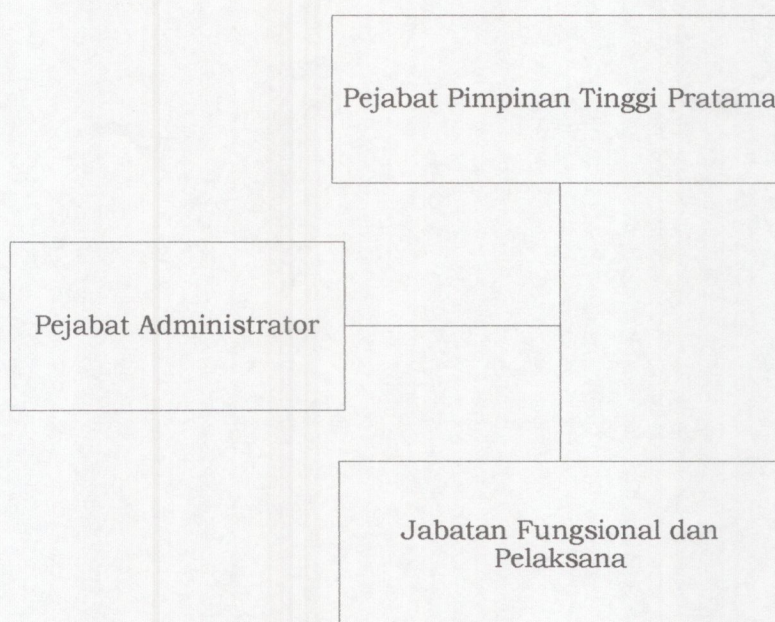 Pejabat Pimpinan Tinggi Pratama
Pejabat Administrator
Jabatan Fungsional dan
Pelaksana